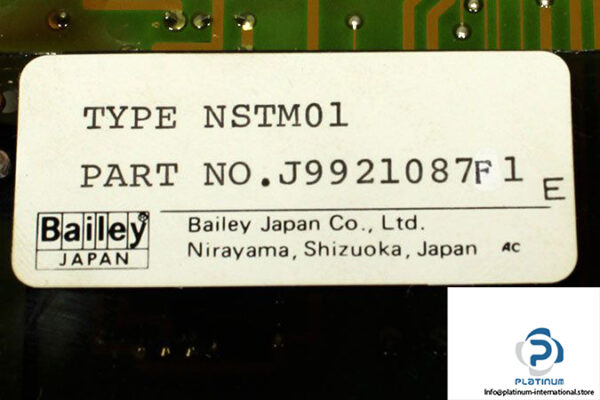 TYPE NSTM01
PART NO.J9921087F1 E
Bailey®
JAPAN
Bailey Japan Co., Ltd.
Nirayama, Shizuoka, Japan AC
PLATINUM
Info@platinum-international.store